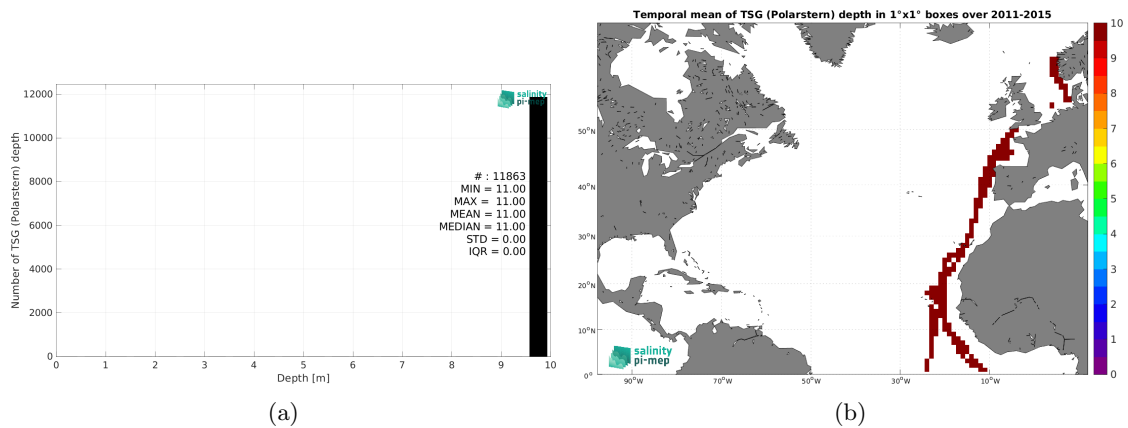 Number of TSG (Polarstern) depth
12000
10000
8000
6000
4000
2000
0
0 1 2 3 4 5 6 7 8 9 10
Depth [m]
salinity
pi-mep
# : 11863
MIN = 11.00
MAX = 11.00
MEAN = 11.00
MEDIAN = 11.00
STD = 0.00
IQR = 0.00
(a)
Temporal mean of TSG (Polarstern) depth in 1°x1° boxes over 2011-2015
50°N
40°N
30°N
20°N
10°N
0°
90°W 70°W 50°W 30°W 10°W
salinity
pi-mep
10
9
8
7
6
5
4
3
2
1
0
(b)